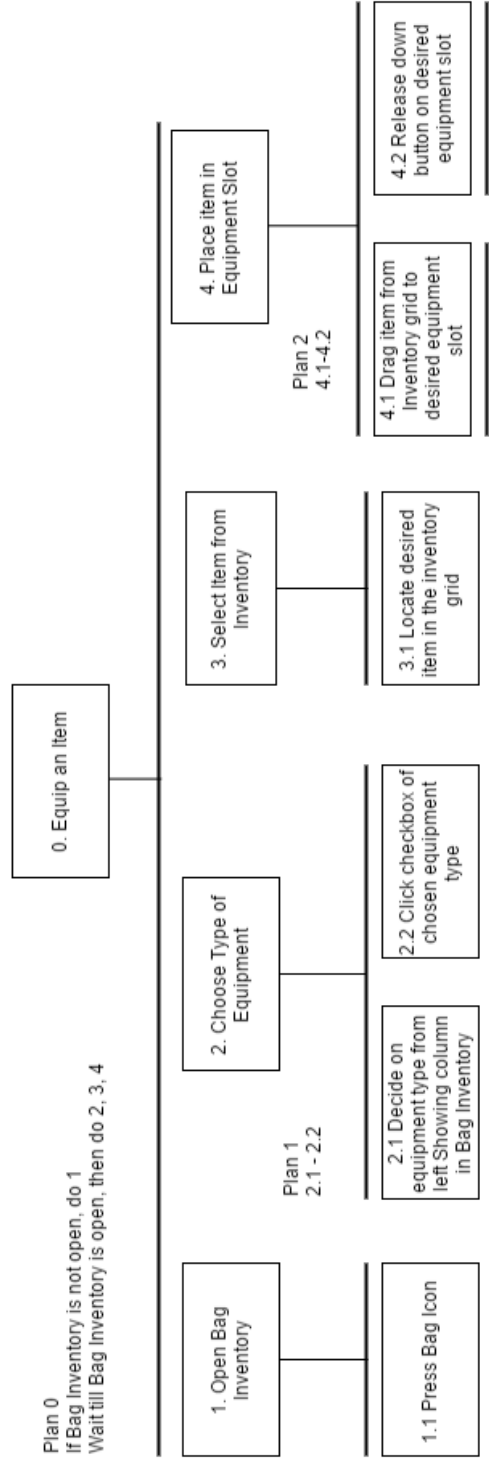 0. Equip an Item
Plan 0
If Bag Inventory is not open, do 1
Wait till Bag Inventory is open, then do 2, 3, 4
1. Open Bag
Inventory
2. Choose Type of
Equipment
3. Select Item from
Inventory
4. Place item in
Equipment Slot
Plan 1
2.1 - 2.2
Plan 2
4.1-4.2
1.1 Press Bag Icon
2.1 Decide on
equipment type from
left Showing column
in Bag Inventory
2.2 Click checkbox of
chosen equipment
type
3.1 Locate desired
item in the inventory
grid
4.1 Drag item from
Inventory grid to
desired equipment
slot
4.2 Release down
button on desired
equipment slot